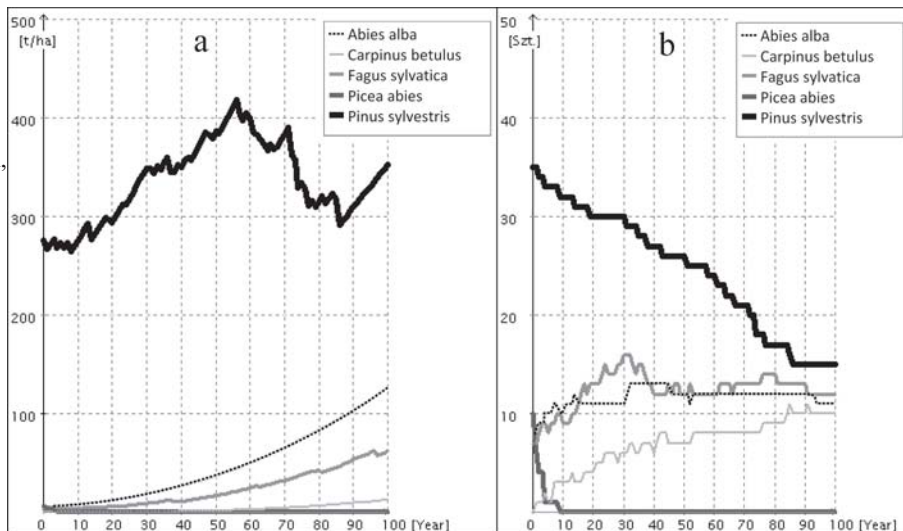 500
[t/ha]
a
Abies alba
Carpinus betulus
Fagus sylvatica
Picea abies
Pinus sylvestris
400
300
200
100
0 10 20 30 40 50 60 70 80 90 100 [Year]
,
50
[Szt.]
b
Abies alba
Carpinus betulus
Fagus sylvatica
Picea abies
Pinus sylvestris
40
30
20
10
0 10 20 30 40 50 60 70 80 90 100 [Year]